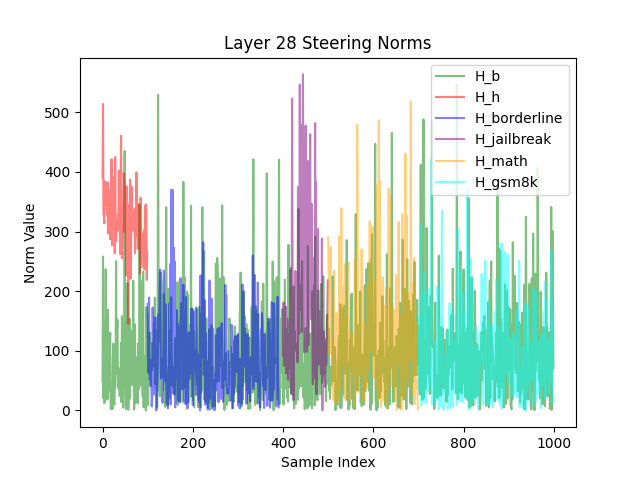 Layer 28 Steering Norms
H_b
H_h
H_borderline
H_jailbreak
H_math
H_gsm8k
Norm Value
500
400
300
200
100
0
0
200
400
600
800
1000
Sample Index